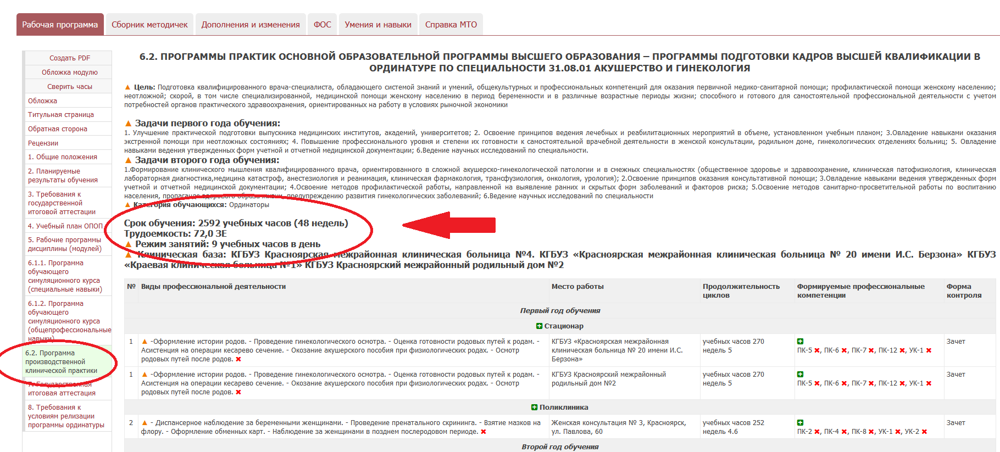 Рабочая программа
Сборник методичек
Дополнения и изменения
ФОС
Умения и навыки
Справка МТО
Создать PDF
Обложка модулю
Сверить часы
Обложка
Титульная страница
Обратная сторона
Рецензии
1. Общие положения
2. Планируемые
результаты обучения
3. Требования к
государственной
итоговой аттестации
4. Учебный план ОПОП
5. Рабочие программы
дисциплины (модулей)
6.1.1. Программа
обучающего
симуляционного курса
(специальные навыки)
6.1.2. Программа
обучающего
симуляционного курса
(общепрофессиональные
навыки)
6.2. Программа
производственной
клинической практики
7. Государственная
итоговая аттестация
8. Требования к
условиям релизации
программы ординатуры
6.2. ПРОГРАММЫ ПРАКТИК ОСНОВНОЙ ОБРАЗОВАТЕЛЬНОЙ ПРОГРАММЫ ВЫСШЕГО ОБРАЗОВАНИЯ – ПРОГРАММЫ ПОДГОТОВКИ КАДРОВ ВЫСШЕЙ КВАЛИФИКАЦИИ В
ОРДИНАТУРЕ ПО СПЕЦИАЛЬНОСТИ 31.08.01 АКУШЕРСТВО И ГИНЕКОЛОГИЯ
▲ Цель: Подготовка квалифицированного врача-специалиста, обладающего системой знаний и умений, общекультурных и профессиональных компетенций для оказания первичной медико-санитарной помощи; профилактической помощи женскому населению;
неотложной; скорой, в том числе специализированной, медицинской помощи женскому населению в период беременности и в различные возрастные периоды жизни; способного и готового для самостоятельной профессиональной деятельности с учетом
потребностей органов практического здравоохранения, ориентированных на работу в условиях рыночной экономики
▲ Задачи первого года обучения:
1. Улучшение практической подготовки выпускника медицинских институтов, академий, университетов; 2. Освоение принципов ведения лечебных и реабилитационных мероприятий в объеме, установленном учебным планом; 3.Овладение навыками оказания
экстренной помощи при неотложных состояниях; 4. Повышение профессионального уровня и степени их готовности к самостоятельной врачебной деятельности в женской консультации, родильном доме, гинекологических отделениях больниц; 5. Овладение
навыками ведения утвержденных форм учетной и отчетной медицинской документации; 6.Ведение научных исследований по специальности.
▲ Задачи второго года обучения:
1.Формирование клинического мышления квалифицированного врача, ориентированного в сложной акушерско-гинекологической патологии и в смежных специальностях (общественное здоровье и здравоохранение, клиническая патофизиология, клиническая
лабораторная диагностика,медицина катастроф, анестезиология и реанимация, клиническая фармакология, трансфузиология, онкология, урология); 2.Освоение принципов оказания консультативной помощи; 3.Овладение навыками ведения утвержденных форм
учетной и отчетной медицинской документации; 4.Освоение методов профилактической работы, направленной на выявление ранних и скрытых форм заболеваний и факторов риска; 5.Освоение методов санитарно-просветительной работы по воспитанию
населения, пропаганде здорового образа жизни, предупреждению развития гинекологических заболеваний; 6.Ведение научных исследований по специальности
▲ Категория обучающихся: Ординаторы
Срок обучения: 2592 учебных часов (48 недель)
Трудоемкость: 72,0 ЗЕ
▲ Режим занятий: 9 учебных часов в день
▲ Клиническая база: КГБУЗ Красноярская межрайонная клиническая больница №4. КГБУЗ «Красноярская межрайонная клиническая больница № 20 имени И.С. Берзона» КГБУЗ
«Краевая клиническая больница №1» КГБУЗ Красноярский межрайонный родильный дом №2
№ Виды профессиональной деятельности Место работы Продолжительность циклов Формируемые профессиональные компетенции Форма контроля
Первый год обучения
Стационар
1 ▲ -Оформление истории родов. - Проведение гинекологического осмотра. - Оценка готовности родовых путей к родам. -
Асистенция на операции кесарево сечение. - Окозание акушерского пособия при физиологических родах. - Осмотр
родовых путей после родов. ✖
КГБУЗ «Красноярская межрайонная
клиническая больница № 20 имени И.С.
Берзона»
учебных часов 270
недель 5
ПК-5 ✖, ПК-6 ✖, ПК-7 ✖, ПК-12 ✖, УК-1 ✖
Зачет
1 ▲ -Оформление истории родов. - Проведение гинекологического осмотра. - Оценка готовности родовых путей к родам. -
Асистенция на операции кесарево сечение. - Окозание акушерского пособия при физиологических родах. - Осмотр
родовых путей после родов. ✖
КГБУЗ Красноярский межрайонный
родильный дом №2
учебных часов 270
недель 5
ПК-5 ✖, ПК-6 ✖, ПК-7 ✖, ПК-12 ✖, УК-1 ✖
Зачет
Поликлиника
2 ▲ - Диспансерное наблюдение за беременными женщинами. - Проведение пренатального скрининга. - Взятие мазков на
флору. - Оформление обменных карт. - Наблюдение за женщинами в позднем послеродовом периоде. ✖
Женская консультация № 3, Красноярск,
ул. Павлова, 60
учебных часов 252
недель 4.6
ПК-2 ✖, ПК-4 ✖, ПК-8 ✖, УК-1 ✖, УК-2 ✖
Зачет
Второй год обучения